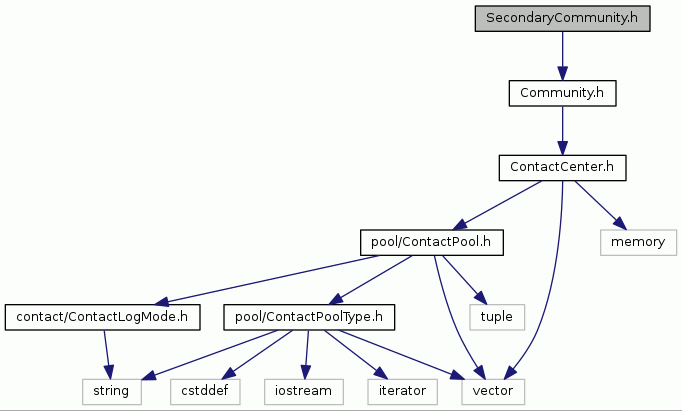 SecondaryCommunity.h
Community.h
ContactCenter.h
pool/ContactPool.h
memory
contact/ContactLogMode.h
pool/ContactPoolType.h
tuple
string
cstddef
iostream
iterator
vector